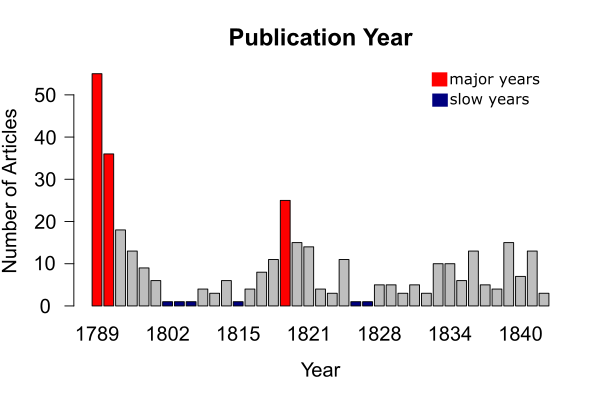 Publication Year
major years
slow years
Number of Articles
50
40
30
20
10
0
1789 1802 1815 1821 1828 1834 1840
Year